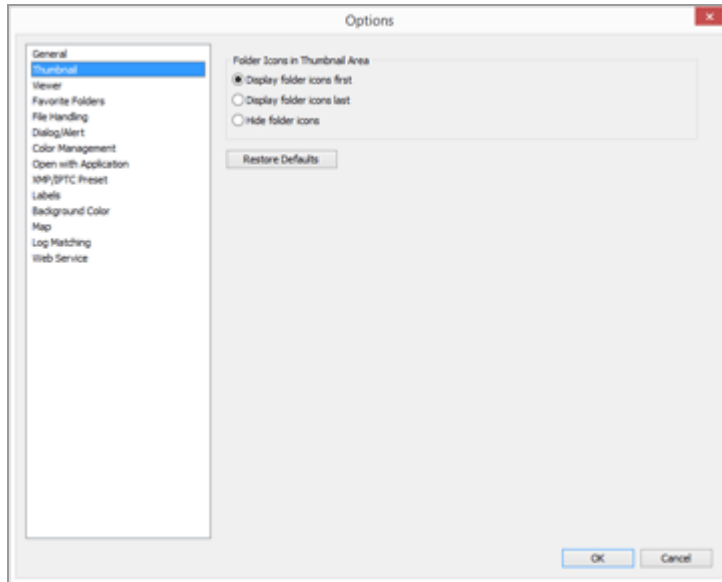 Options
General
Thumbnail
Viewer
Favorite Folders
File Handling
Dialog/Alert
Color Management
Open with Application
XMP/IPTC Preset
Labels
Background Color
Map
Log Matching
Web Service
Folder Icons in Thumbnail Area
Display folder icons first
Display folder icons last
Hide folder icons
Restore Defaults
OK Cancel